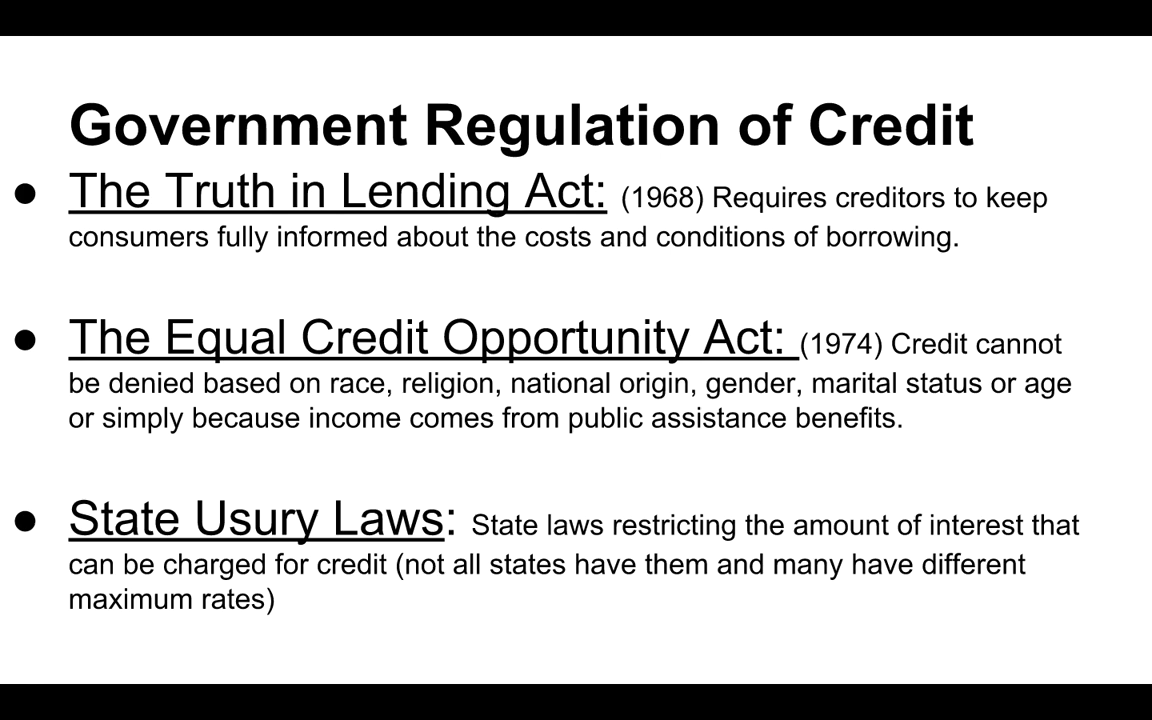 Government Regulation of Credit
● The Truth in Lending Act: (1968) Requires creditors to keep
consumers fully informed about the costs and conditions of borrowing.
● The Equal Credit Opportunity Act: (1974) Credit cannot
be denied based on race, religion, national origin, gender, marital status or age
or simply because income comes from public assistance benefits.
● State Usury Laws: State laws restricting the amount of interest that
can be charged for credit (not all states have them and many have different
maximum rates)